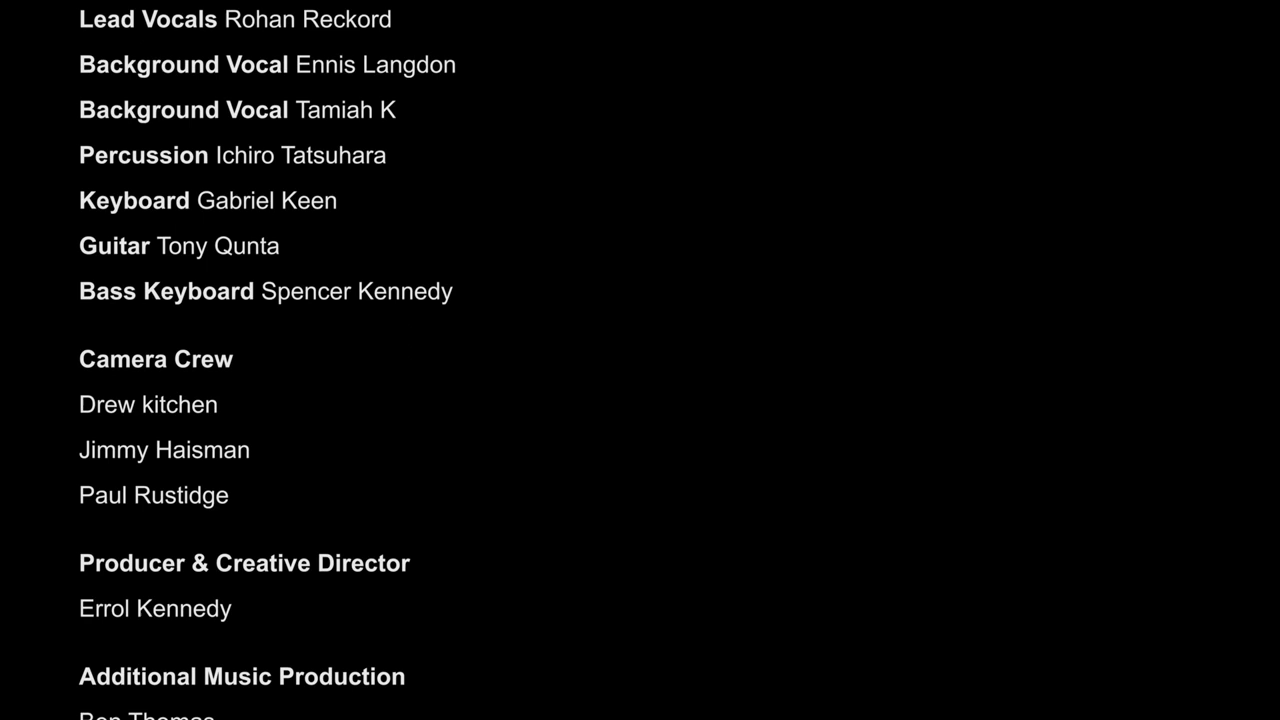 Lead Vocals Rohan Reckord
Background Vocal Ennis Langdon
Background Vocal Tamiah K
Percussion Ichiro Tatsuhara
Keyboard Gabriel Keen
Guitar Tony Qunta
Bass Keyboard Spencer Kennedy
Camera Crew
Drew kitchen
Jimmy Haisman
Paul Rustidge
Producer & Creative Director
Errol Kennedy
Additional Music Production
Thomas